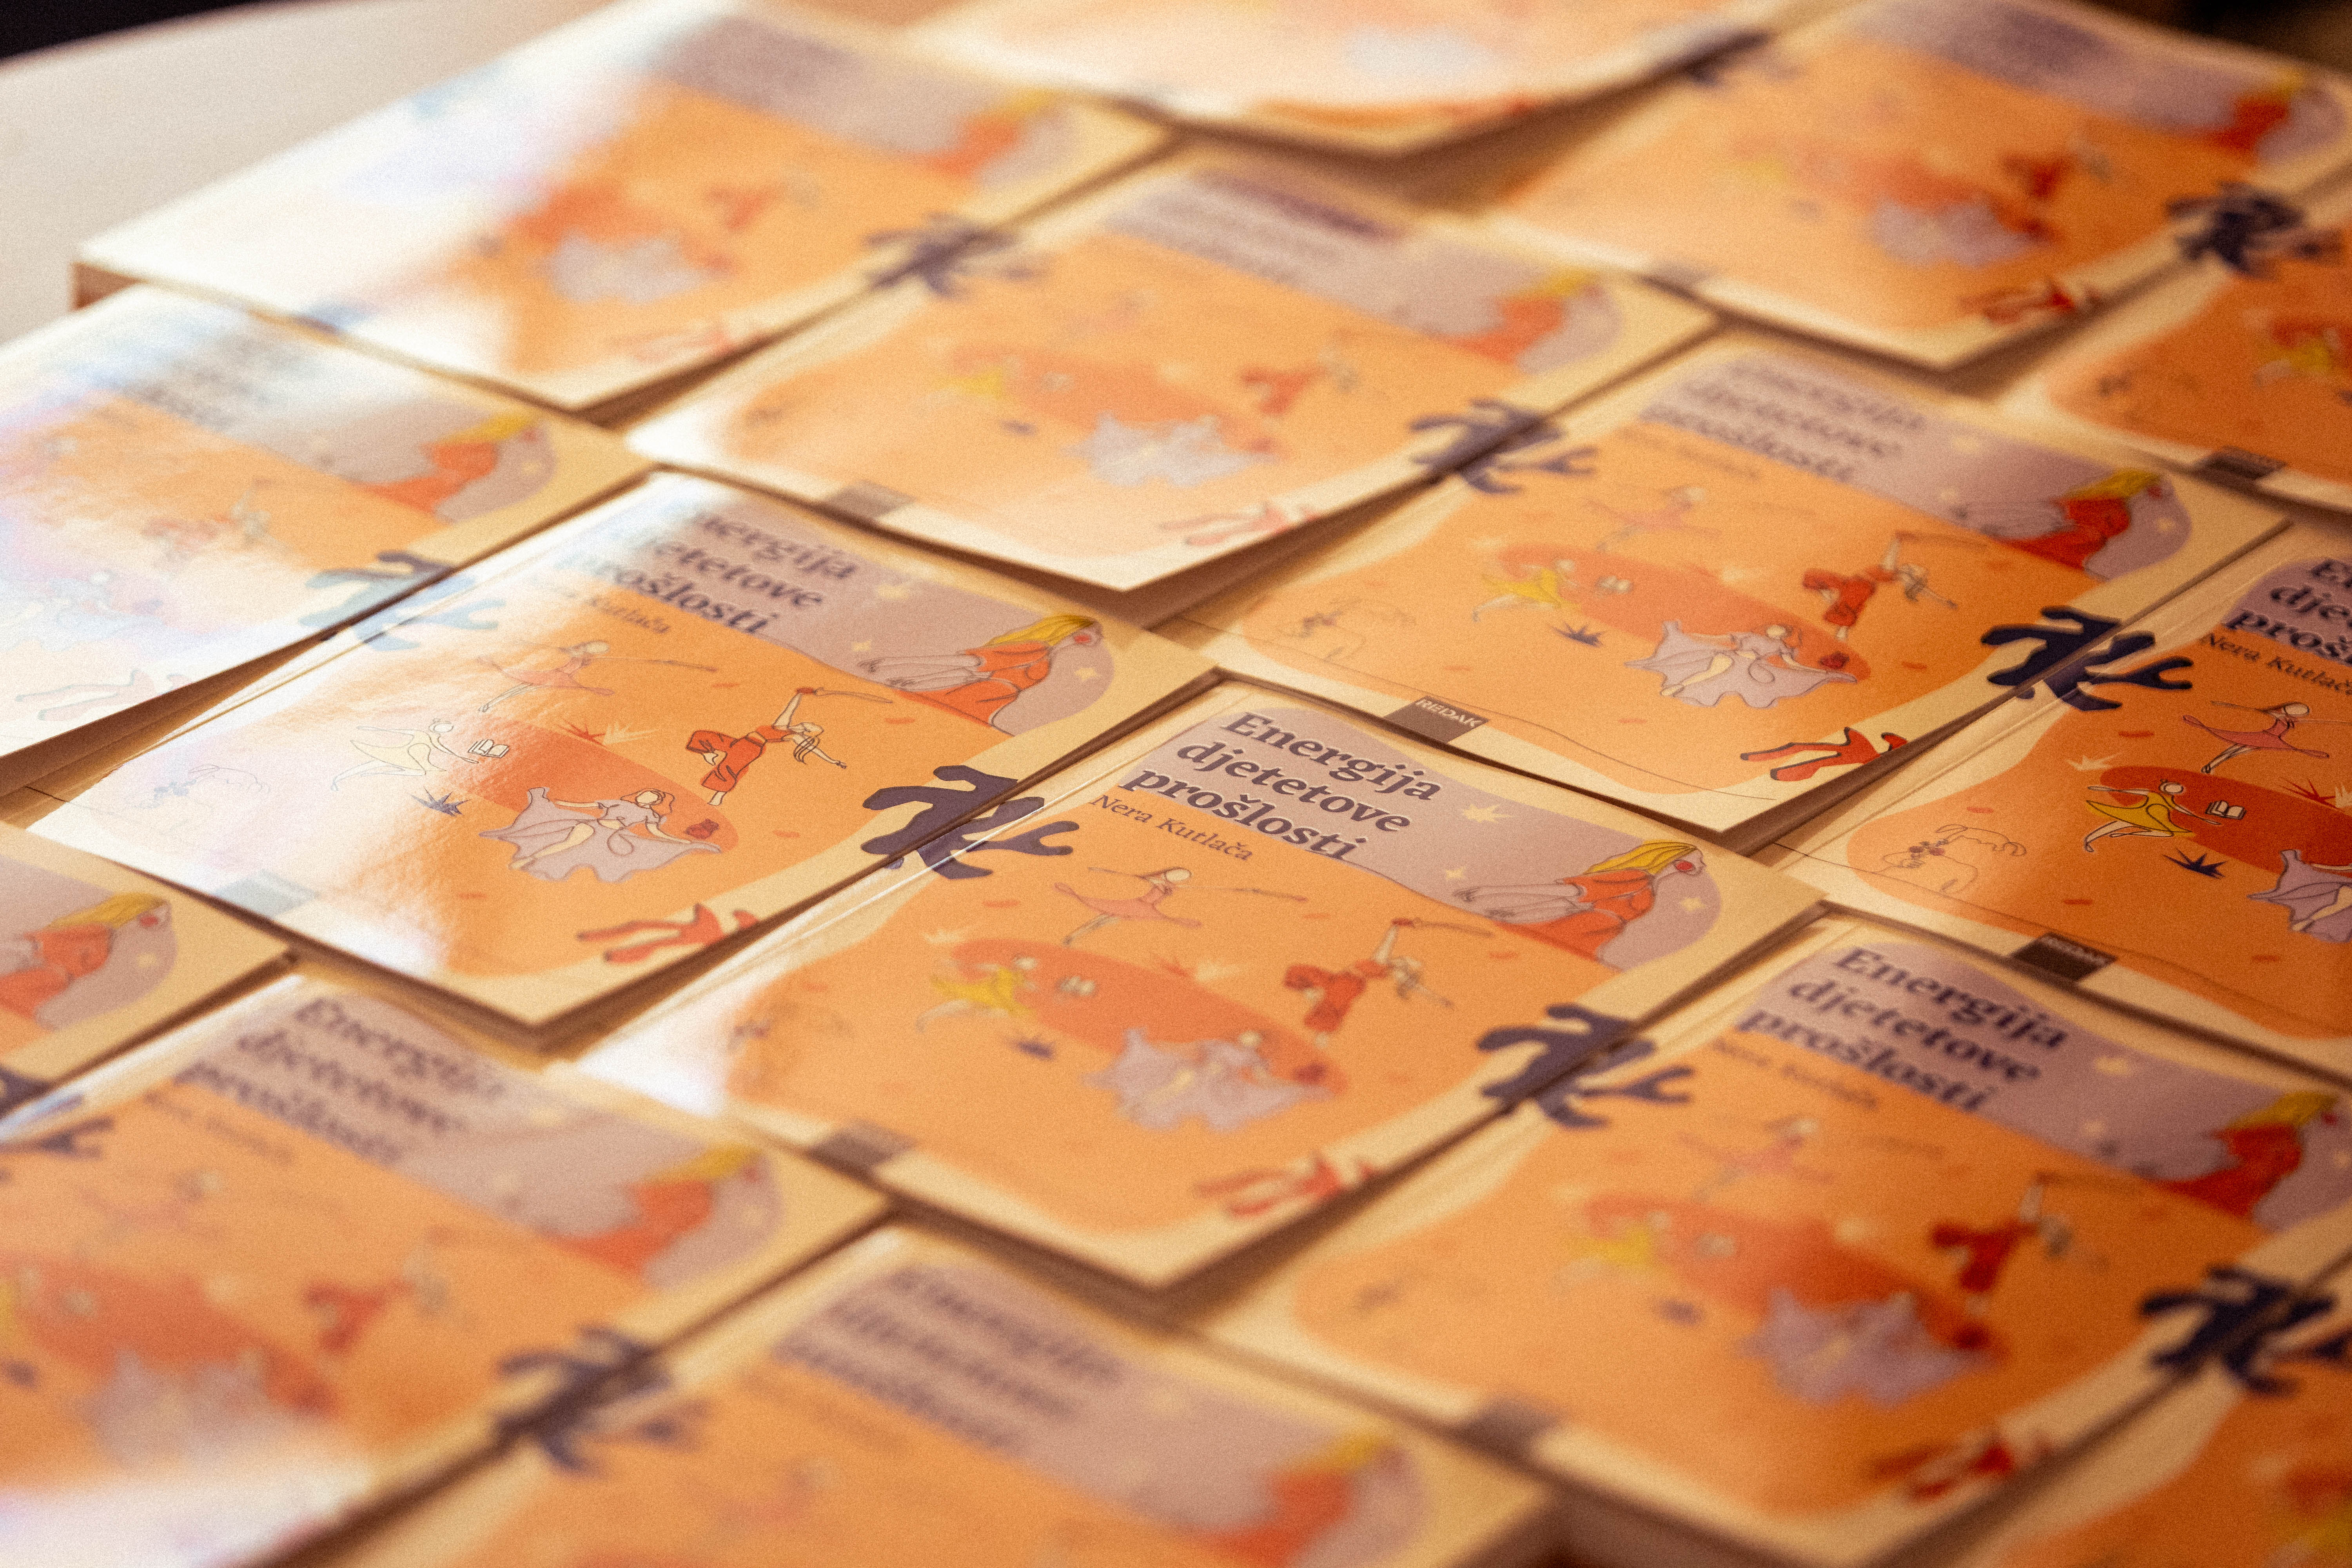 Energija
djetetove
prošlosti
Nera Kutlača
REDAK